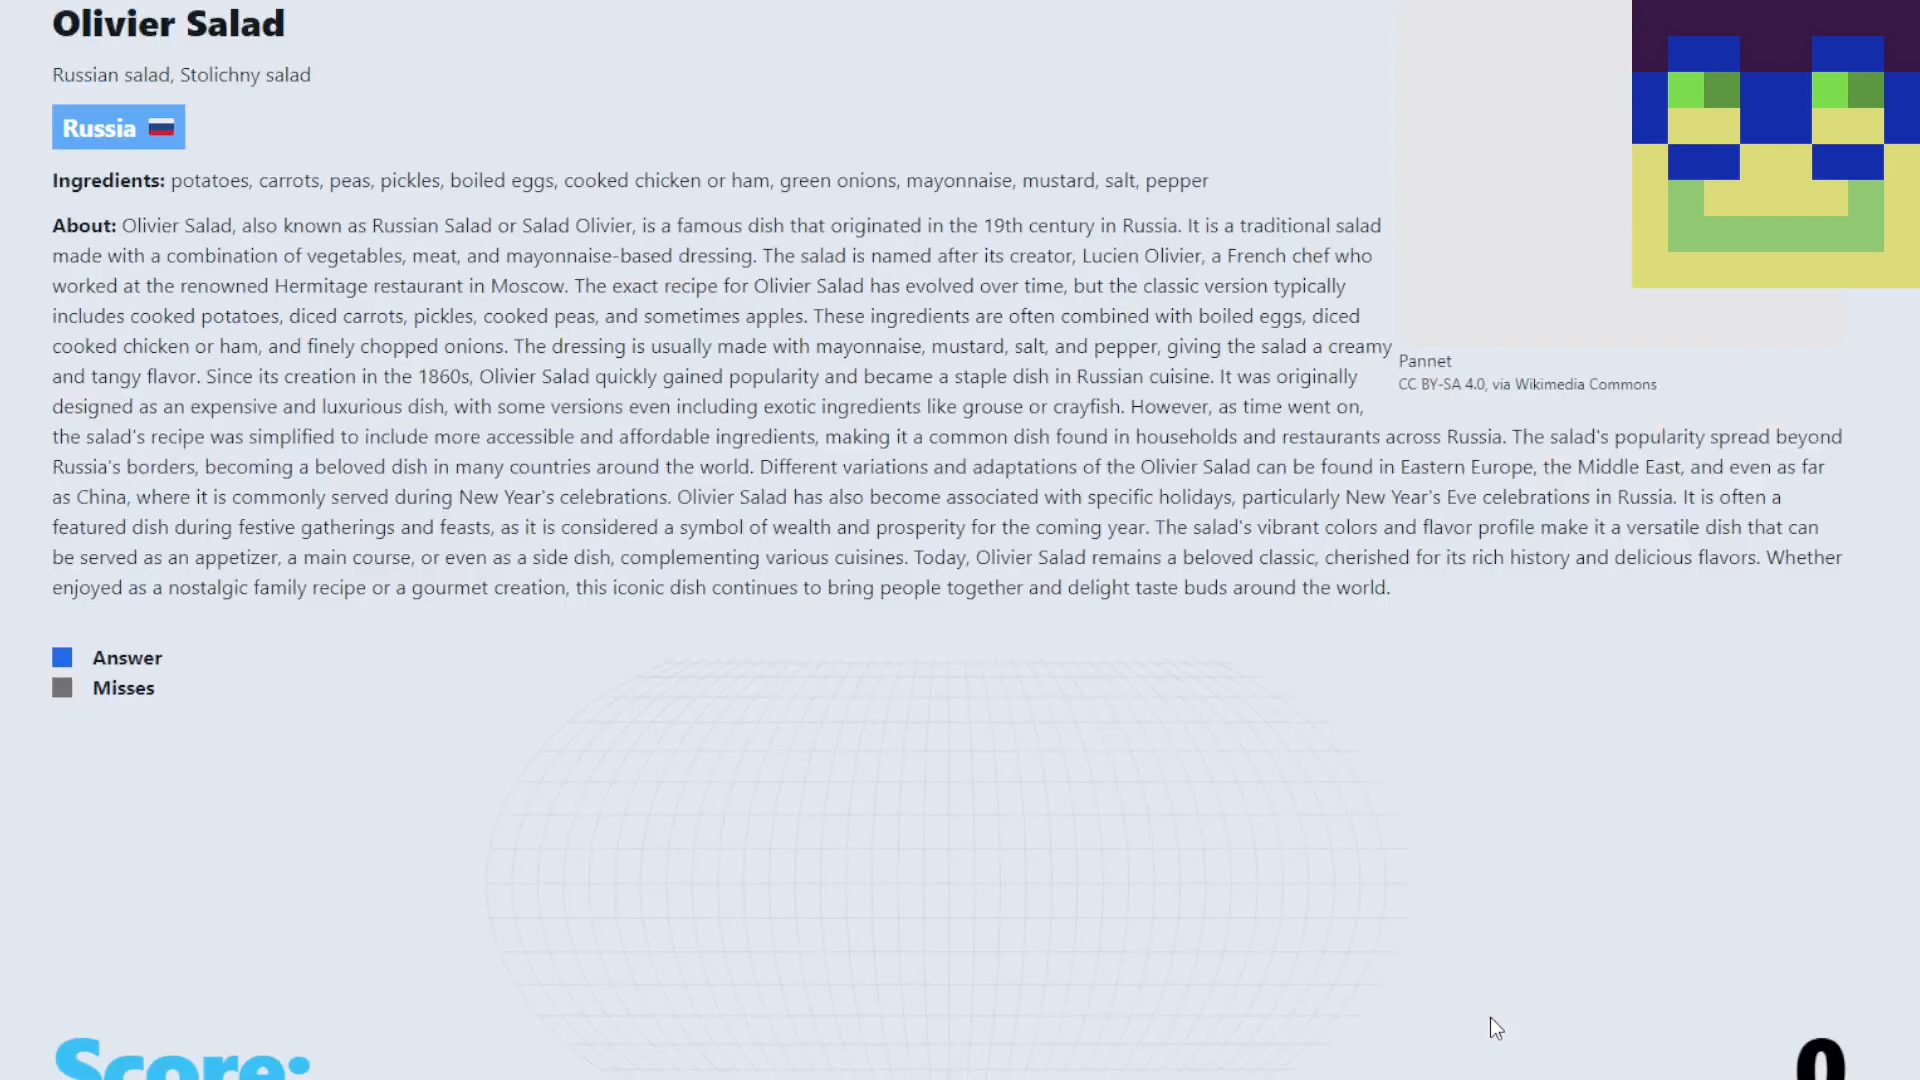 Olivier Salad
Russian salad, Stolichny salad
Russia
Ingredients: potatoes, carrots, peas, pickles, boiled eggs, cooked chicken or ham, green onions, mayonnaise, mustard, salt, pepper
About: Olivier Salad, also known as Russian Salad or Salad Olivier, is a famous dish that originated in the 19th century in Russia. It is a traditional salad
made with a combination of vegetables, meat, and mayonnaise-based dressing. The salad is named after its creator, Lucien Olivier, a French chef who
worked at the renowned Hermitage restaurant in Moscow. The exact recipe for Olivier Salad has evolved over time, but the classic version typically
includes cooked potatoes, diced carrots, pickles, cooked peas, and sometimes apples. These ingredients are often combined with boiled eggs, diced
cooked chicken or ham, and finely chopped onions. The dressing is usually made with mayonnaise, mustard, salt, and pepper, giving the salad a creamy
and tangy flavor. Since its creation in the 1860s, Olivier Salad quickly gained popularity and became a staple dish in Russian cuisine. It was originally
designed as an expensive and luxurious dish, with some versions even including exotic ingredients like grouse or crayfish. However, as time went on,
the salad's recipe was simplified to include more accessible and affordable ingredients, making it a common dish found in households and restaurants across Russia. The salad's popularity spread beyond
Russia's borders, becoming a beloved dish in many countries around the world. Different variations and adaptations of the Olivier Salad can be found in Eastern Europe, the Middle East, and even as far
as China, where it is commonly served during New Year's celebrations. Olivier Salad has also become associated with specific holidays, particularly New Year's Eve celebrations in Russia. It is often a
featured dish during festive gatherings and feasts, as it is considered a symbol of wealth and prosperity for the coming year. The salad's vibrant colors and flavor profile make it a versatile dish that can
be served as an appetizer, a main course, or even as a side dish, complementing various cuisines. Today, Olivier Salad remains a beloved classic, cherished for its rich history and delicious flavors. Whether
enjoyed as a nostalgic family recipe or a gourmet creation, this iconic dish continues to bring people together and delight taste buds around the world.
Pannet
CC BY-SA 4.0, via Wikimedia Commons
Answer
Misses
Score:
0